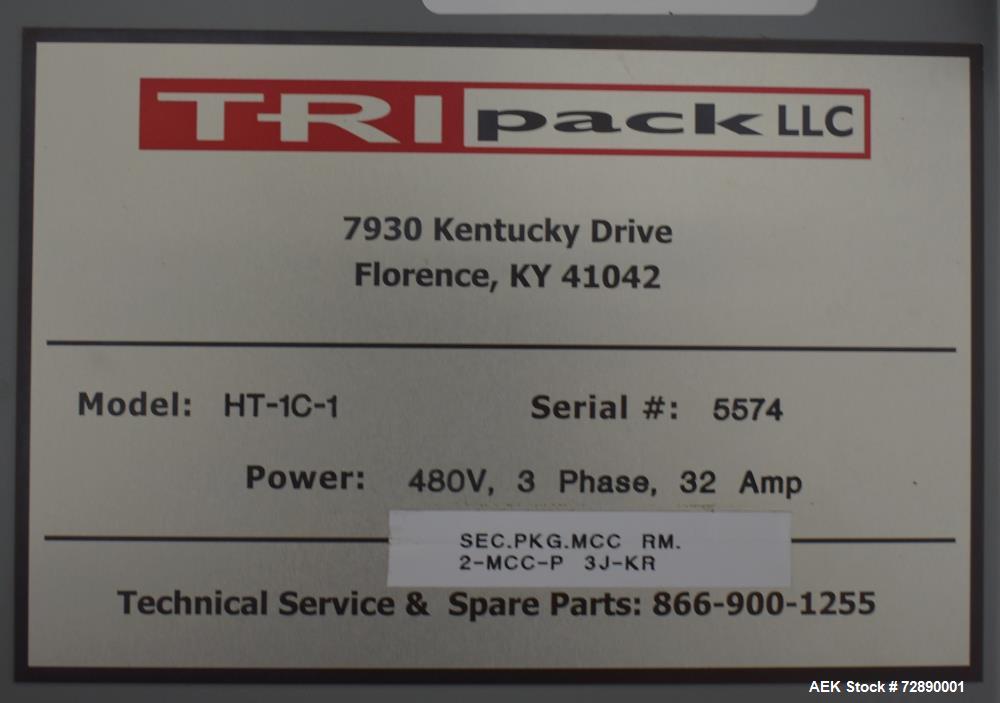 TRI pack LLC
7930 Kentucky Drive
Florence, KY 41042
Model: HT-1C-1 Serial #: 5574
Power: 480V, 3 Phase, 32 Amp
SEC.PKG.MCC RM.
2-MCC-P 3J-KR
Technical Service & Spare Parts: 866-900-1255
AEK Stock # 72890001